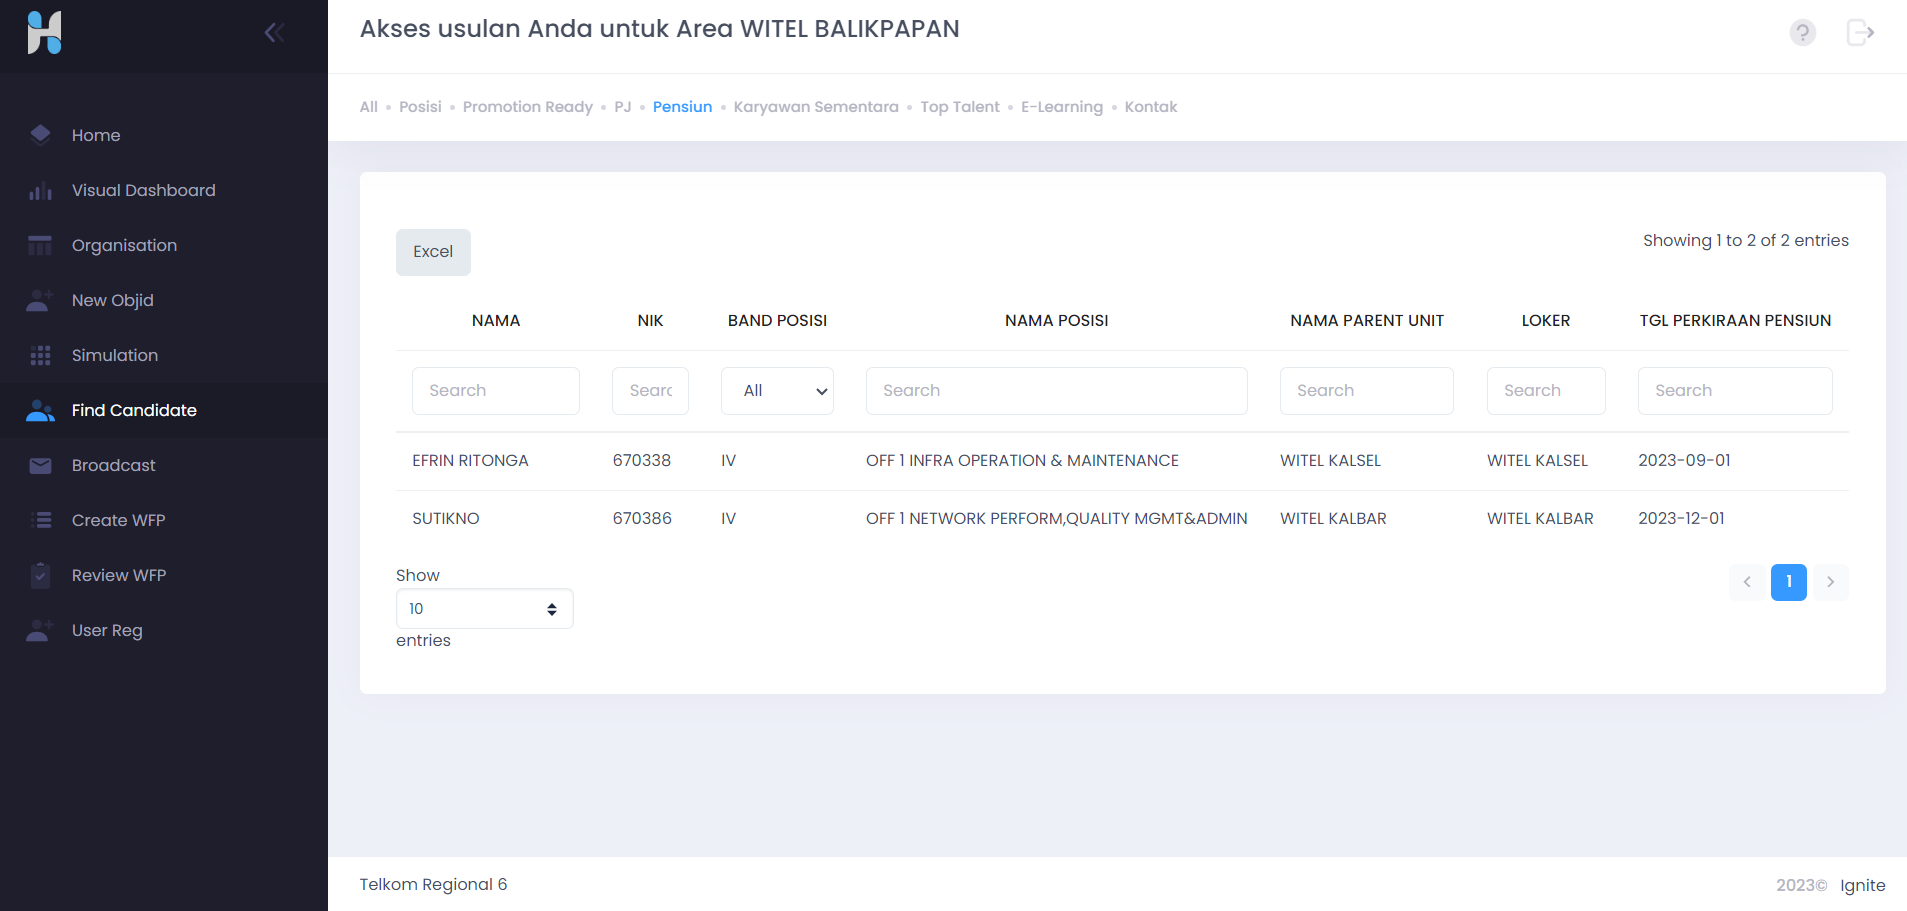 Akses usulan Anda untuk Area WITEL BALIKPAPAN
All • Posisi • Promotion Ready • PJ • Pensiun • Karyawan Sementara • Top Talent • E-Learning • Kontak
Home
Visual Dashboard
Organisation
New Objid
Simulation
Find Candidate
Broadcast
Create WFP
Review WFP
User Reg
Excel
Showing 1 to 2 of 2 entries
NAMA NIK BAND POSISI NAMA POSISI NAMA PARENT UNIT LOKER TGL PERKIRAAN PENSIUN
Search Searc All Search Search Search Search
EFRIN RITONGA 670338 IV OFF 1 INFRA OPERATION & MAINTENANCE WITEL KALSEL WITEL KALSEL 2023-09-01
SUTIKNO 670386 IV OFF 1 NETWORK PERFORM,QUALITY MGMT&ADMIN WITEL KALBAR WITEL KALBAR 2023-12-01
Show
10
entries
1
Telkom Regional 6
2023© Ignite